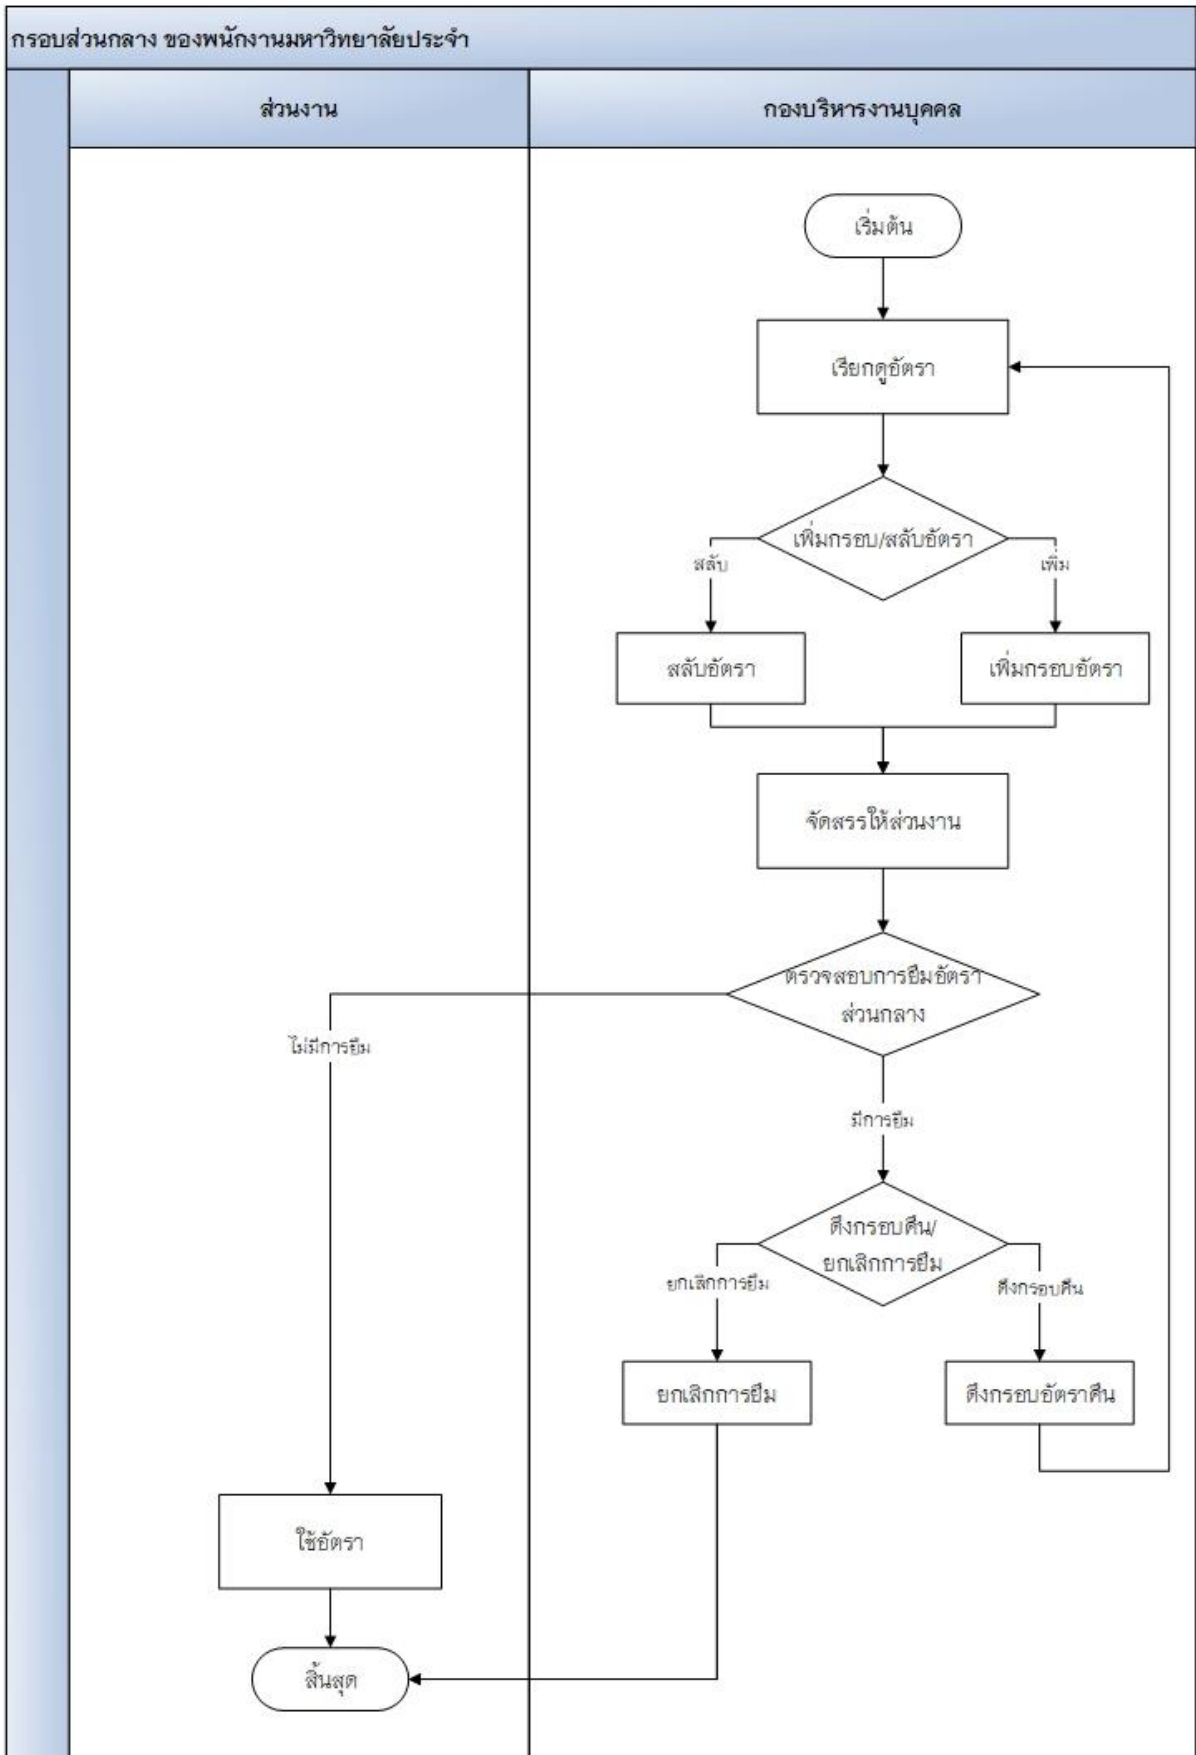 กรอบส่วนกลาง ของพนักงานมหาวิทยาลัยประจำ
ส่วนงาน
กองบริหารงานบุคคล
เริ่มต้น
เรียกดูอัตรา
เพิ่มกรอบ/สลับอัตรา
สลับ
เพิ่ม
สลับอัตรา
เพิ่มกรอบอัตรา
จัดสรรให้ส่วนงาน
ตรวจสอบการยืมอัตรา
ส่วนกลาง
ไม่มีการยืม
มีการยืม
ดึงกรอบคืน/
ยกเลิกการยืม
ยกเลิกการยืม
ดึงกรอบคืน
ยกเลิกการยืม
ดึงกรอบอัตราคืน
ใช้อัตรา
สิ้นสุด